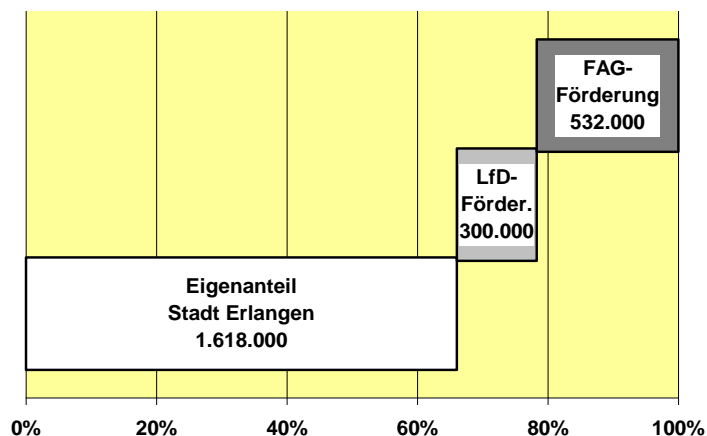 FAG-
Förderung
532.000
LfD-
Förder.
300.000
Eigenanteil
Stadt Erlangen
1.618.000
0% 20% 40% 60% 80% 100%